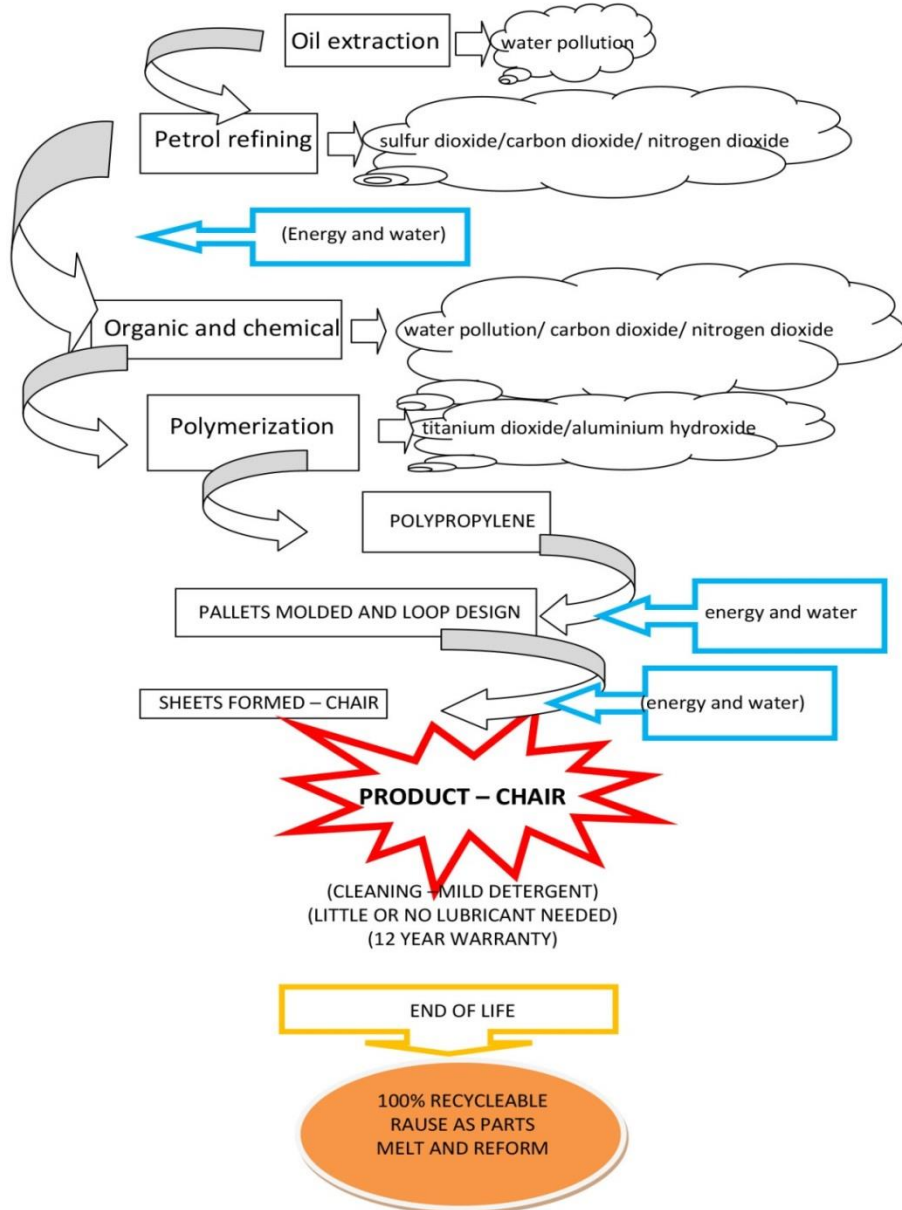 Oil extraction
water pollution
Petrol refining
sulfur dioxide/carbon dioxide/ nitrogen dioxide
(Energy and water)
Organic and chemical
water pollution/ carbon dioxide/ nitrogen dioxide
Polymerization
titanium dioxide/aluminium hydroxide
POLYPROPYLENE
PALLETS MOLDED AND LOOP DESIGN
energy and water
SHEETS FORMED – CHAIR
(energy and water)
PRODUCT – CHAIR
(CLEANING –MILD DETERGENT)
(LITTLE OR NO LUBRICANT NEEDED)
(12 YEAR WARRANTY)
END OF LIFE
100% RECYCLEABLE
RAUSE AS PARTS
MELT AND REFORM